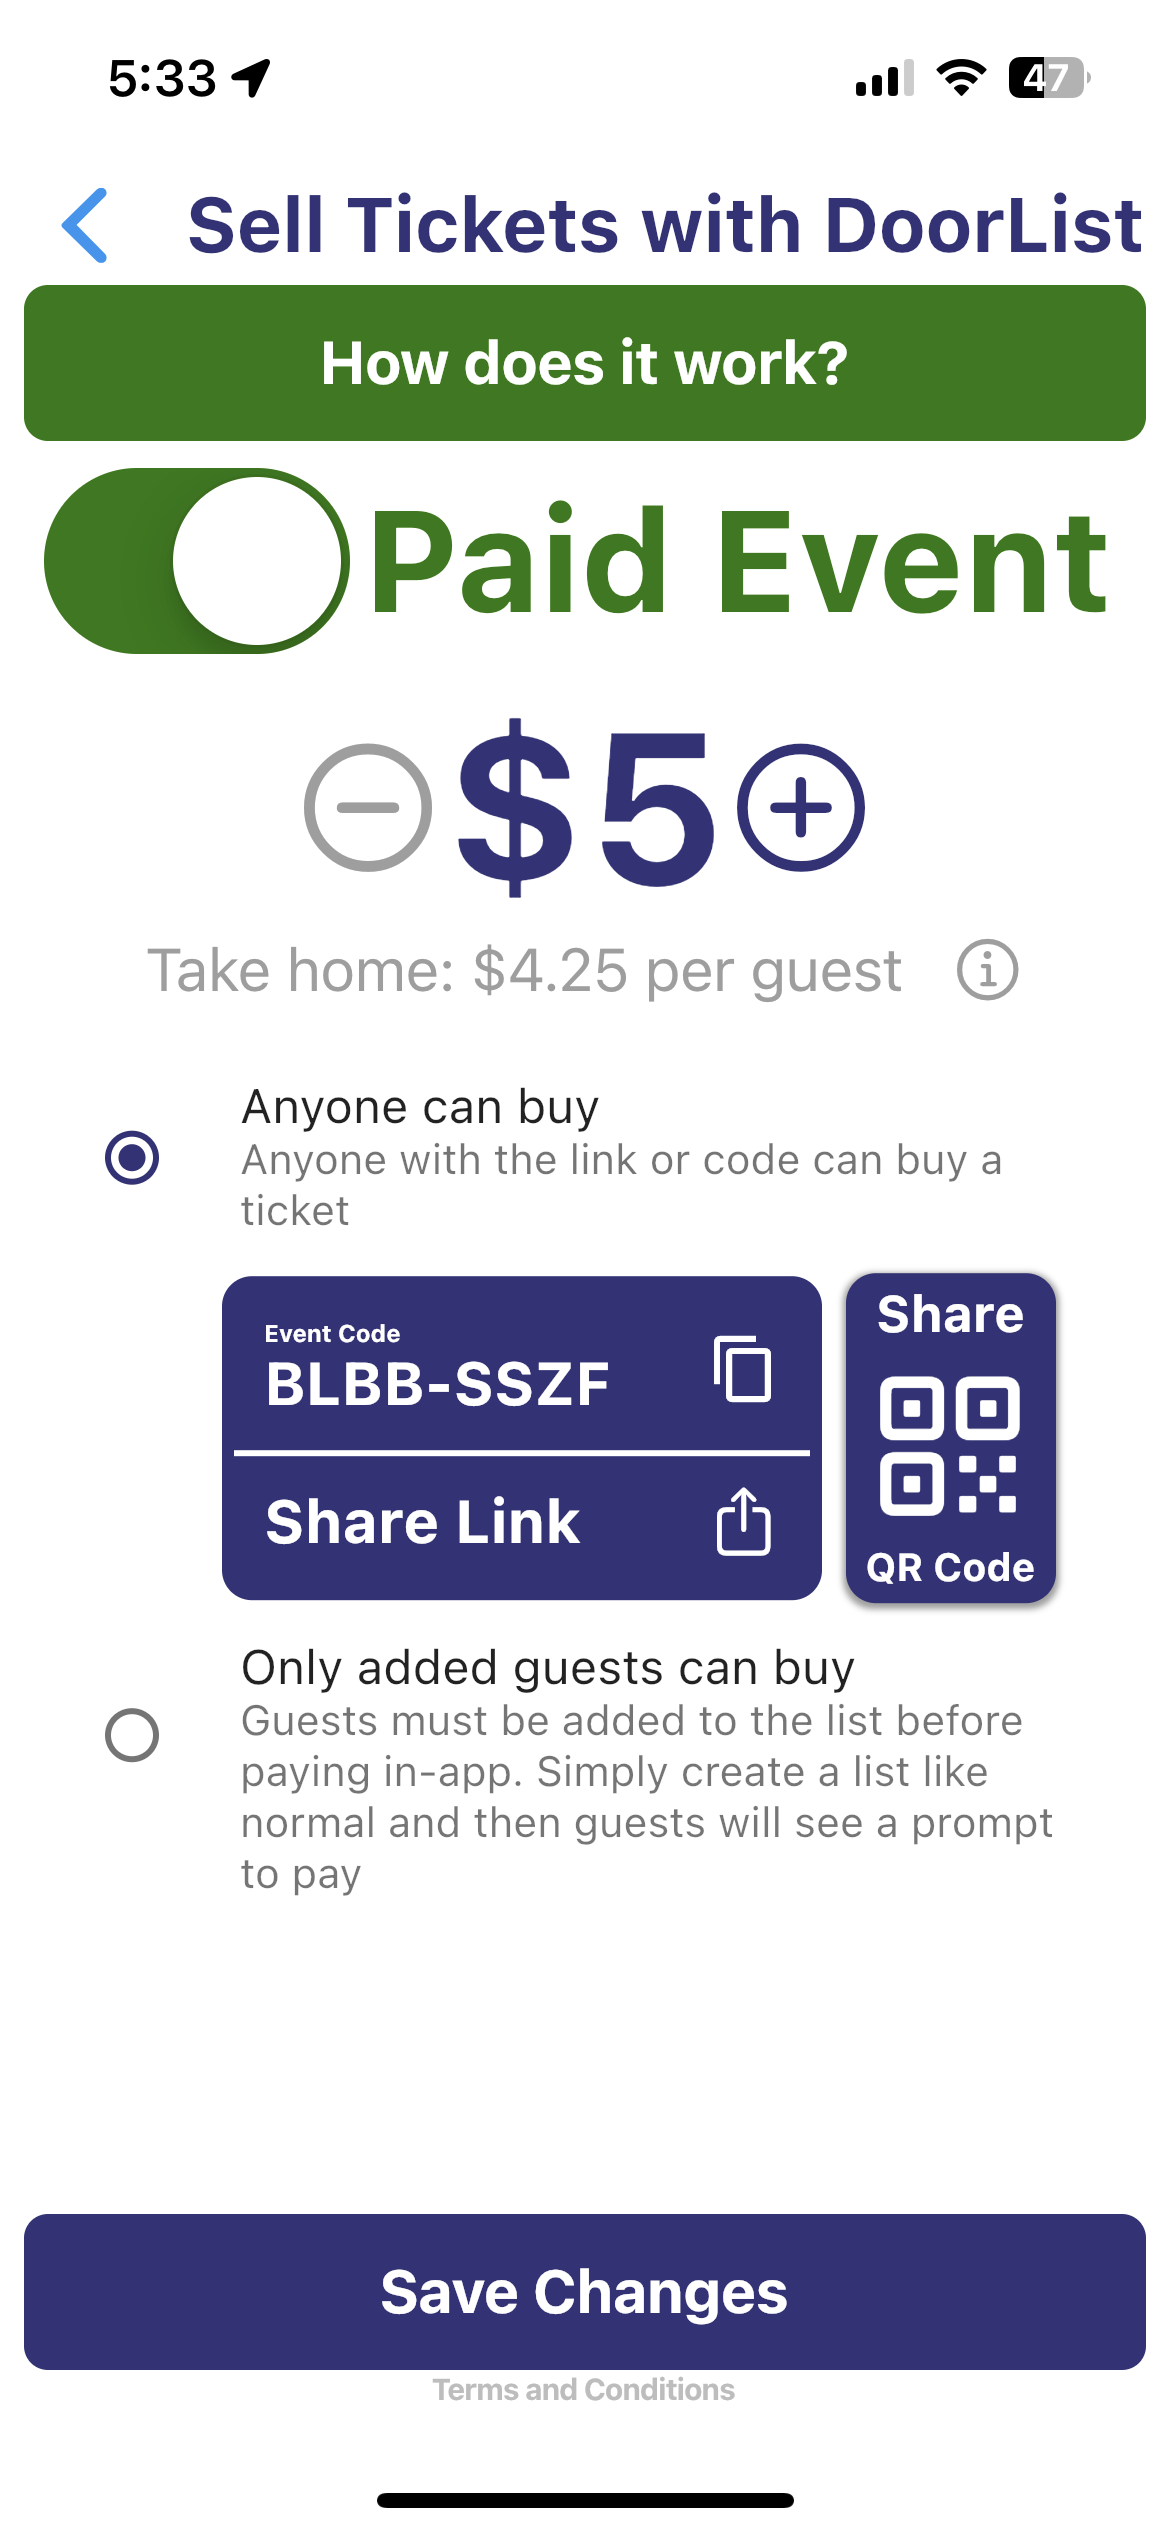 5:33
47
Sell Tickets with DoorList
How does it work?
Paid Event
$5
Take home: $4.25 per guest
Anyone can buy
Anyone with the link or code can buy a
ticket
Event Code
BLBB-SSZF
Share Link
Share
QR Code
Only added guests can buy
Guests must be added to the list before
paying in-app. Simply create a list like
normal and then guests will see a prompt
to pay
Save Changes
Terms and Conditions